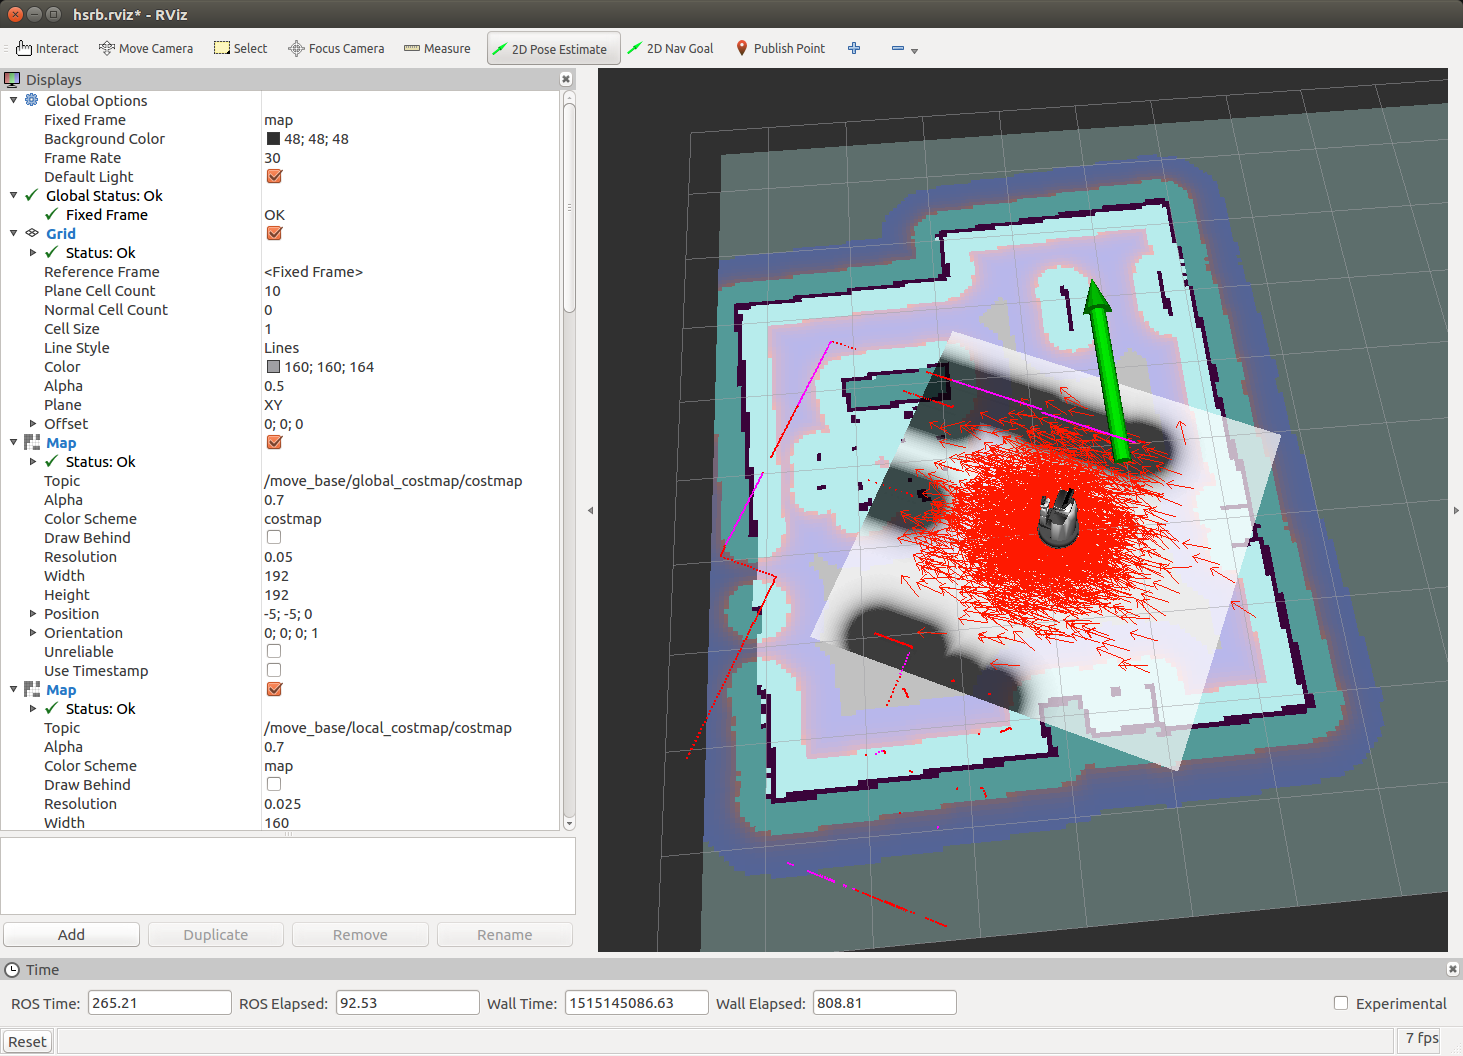 hsrb.rviz* - RViz
Interact Move Camera Select Focus Camera Measure 2D Pose Estimate 2D Nav Goal Publish Point
Displays
Global Options
Fixed Frame map
Background Color 48; 48; 48
Frame Rate 30
Default Light
Global Status: Ok
Fixed Frame OK
Grid
Status: Ok
Reference Frame <Fixed Frame>
Plane Cell Count 10
Normal Cell Count 0
Cell Size 1
Line Style Lines
Color 160; 160; 164
Alpha 0.5
Plane XY
Offset 0; 0; 0
Map
Status: Ok
Topic /move_base/global_costmap/costmap
Alpha 0.7
Color Scheme costmap
Draw Behind
Resolution 0.05
Width 192
Height 192
Position -5; -5; 0
Orientation 0; 0; 0; 1
Unreliable
Use Timestamp
Map
Status: Ok
Topic /move_base/local_costmap/costmap
Alpha 0.7
Color Scheme map
Draw Behind
Resolution 0.025
Width 160
Add Duplicate Remove Rename
Time
ROS Time: 265.21 ROS Elapsed: 92.53 Wall Time: 1515145086.63 Wall Elapsed: 808.81 Experimental
Reset 7 fps